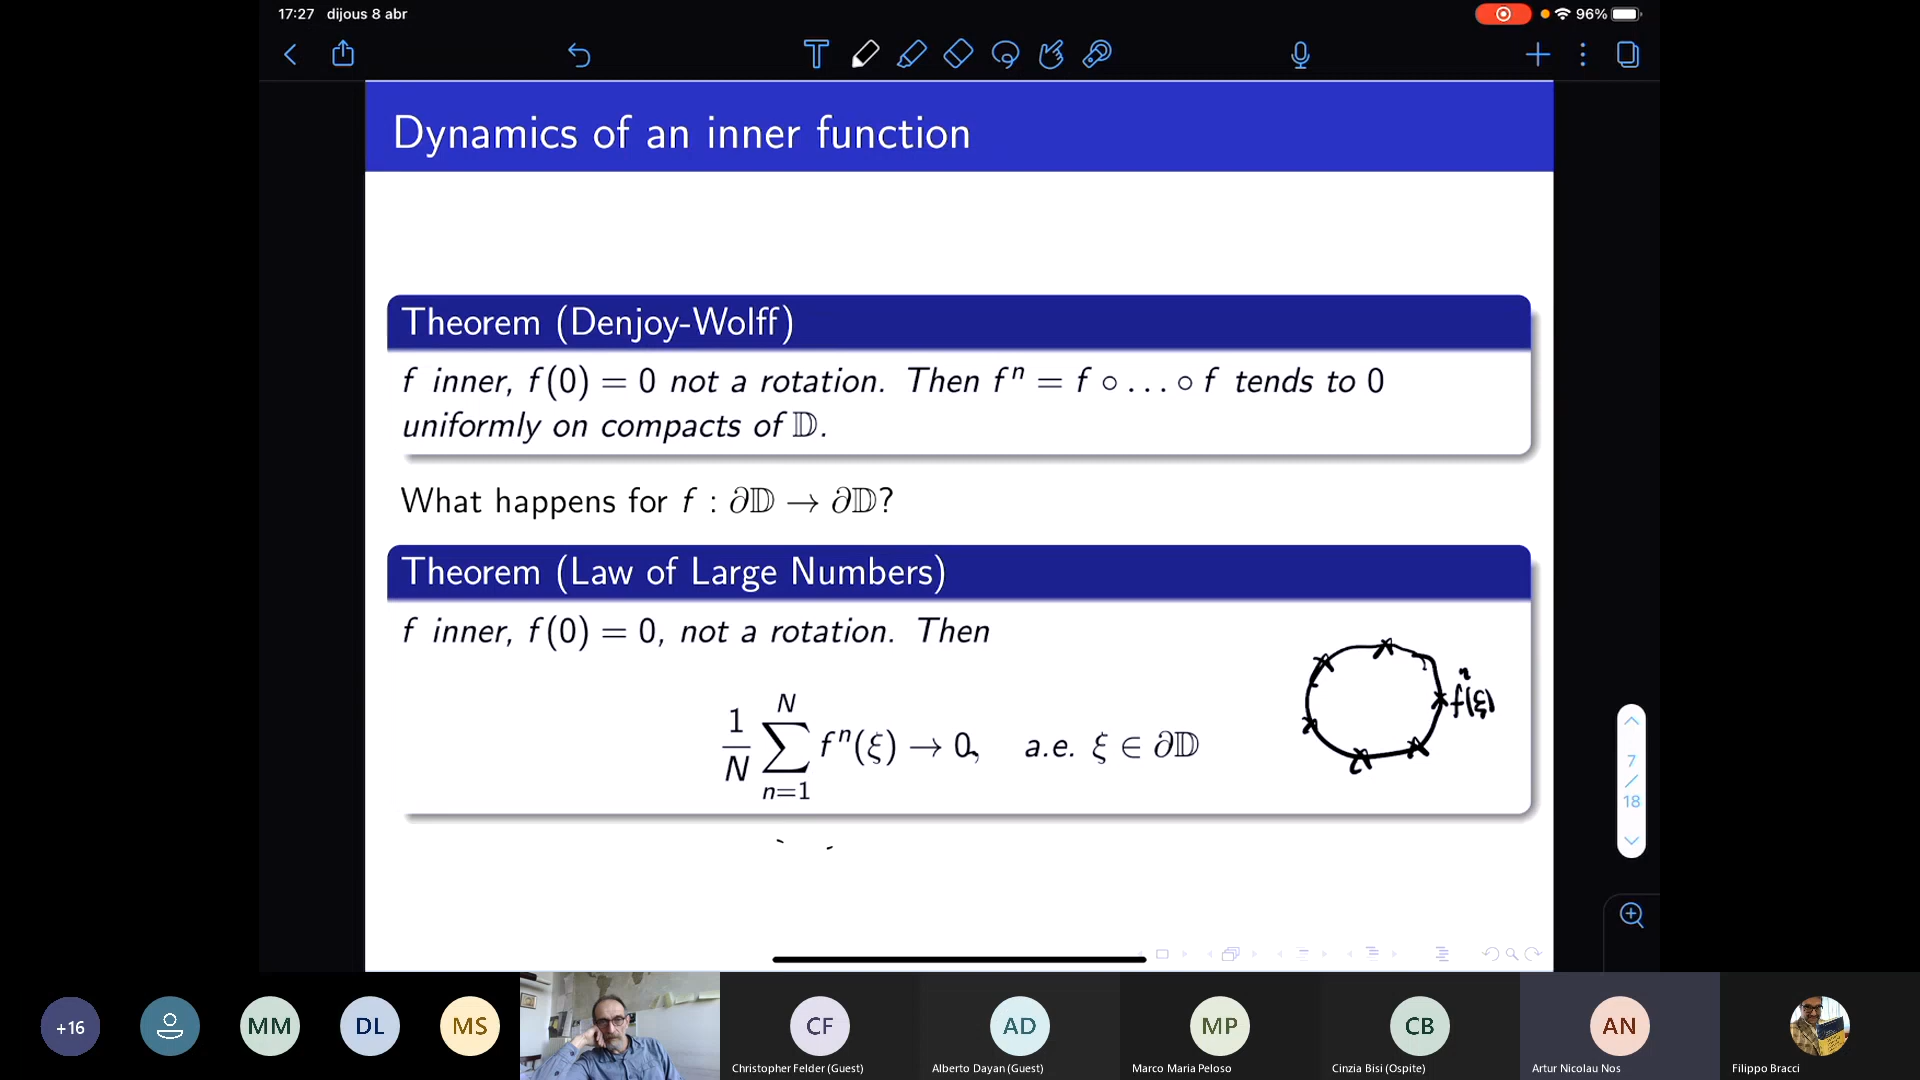 17:27 dijous 8 abr
96%
Dynamics of an inner function
Theorem (Denjoy-Wolff)
f inner, f(0) = 0 not a rotation. Then fⁿ = f ∘ … ∘ f tends to 0
uniformly on compacts of 𝔻.
What happens for f : ∂𝔻 → ∂𝔻?
Theorem (Law of Large Numbers)
f inner, f(0) = 0, not a rotation. Then
fⁿ(ξ)
1/N ∑_{n=1}^{N} fⁿ(ξ) → 0, a.e. ξ ∈ ∂𝔻
7
/
18
+16
MM
DL
MS
CF
AD
MP
CB
AN
Christopher Felder (Guest)
Alberto Dayan (Guest)
Marco Maria Peloso
Cinzia Bisi (Ospite)
Artur Nicolau Nos
Filippo Bracci